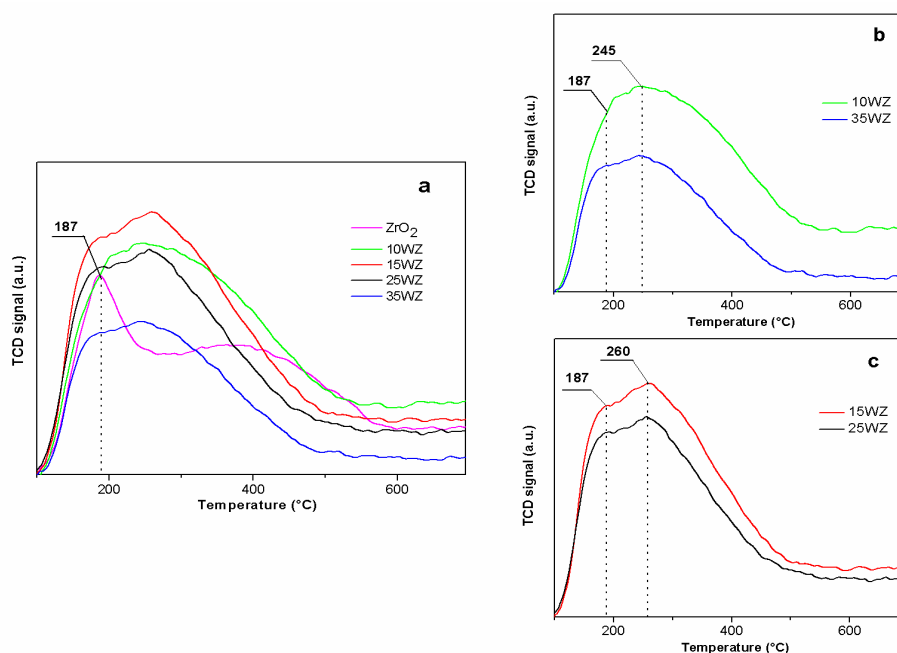 a
187
ZrO2
10WZ
15WZ
25WZ
35WZ
TCD signal (a.u.)
200
400
600
Temperature (°C)
b
245
187
10WZ
35WZ
TCD signal (a.u.)
200
400
600
Temperature (°C)
c
260
187
15WZ
25WZ
TCD signal (a.u.)
200
400
600
Temperature (°C)